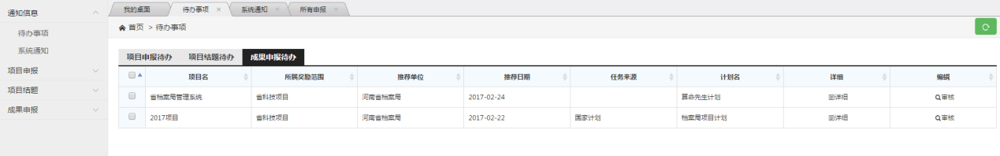 通知信息
待办事项
系统通知
项目申报
项目结题
成果申报
我的桌面 待办事项 × 系统通知 × 所有申报 ×
首页 > 待办事项
项目申报待办 项目结题待办 成果申报待办
项目名 所属奖励范围 推荐单位 推荐日期 任务来源 计划名 详细 编辑
省档案局管理系统 省科技项目 河南省档案局 2017-02-24 算命先生计划 详细 审核
2017项目 省科技项目 河南省档案局 2017-02-22 国家计划 档案局项目计划 详细 审核